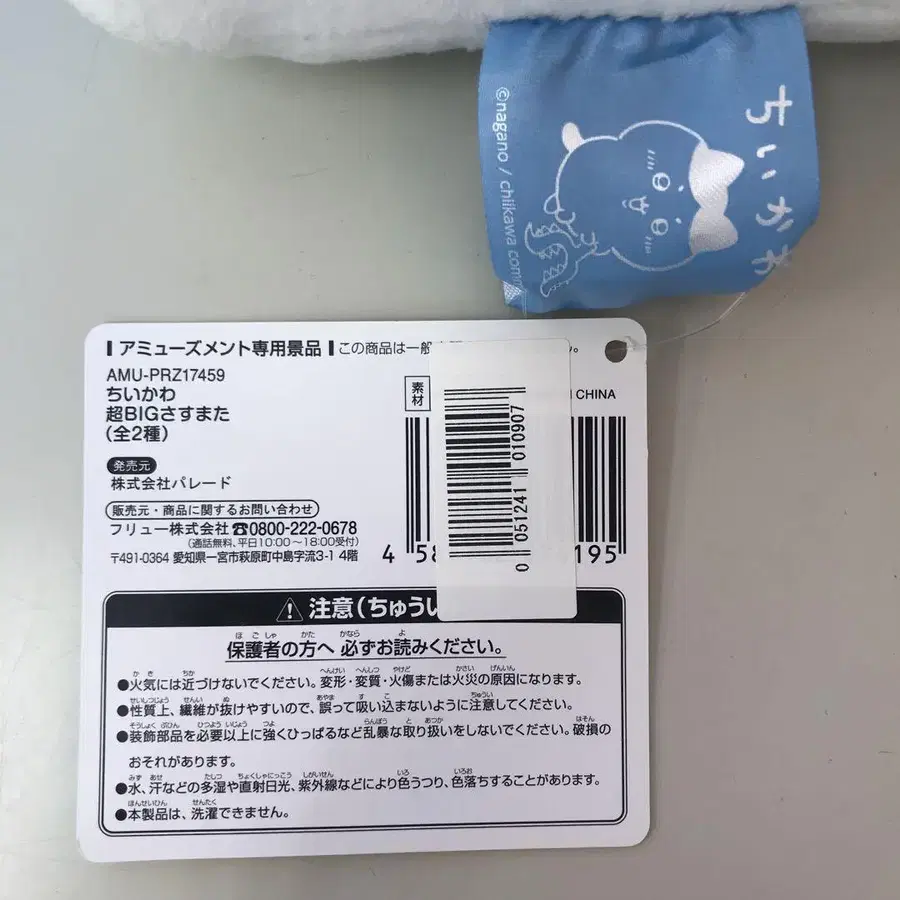 ちいかわ
©nagano / chiikawa com
アミューズメント専用景品 この商品は一般
AMU-PRZ17459
ちいかわ
超BIGさすまた
(全2種)
素材
CHINA
発売元
株式会社パレード
販売元・商品に関するお問い合わせ
フリュー株式会社☎0800-222-0678
(通話無料、平日10:00～18:00受付)
〒491-0364 愛知県一宮市萩原町中島字流3-1 4階
4 58 195
0 051241 010907
⚠ 注意(ちゅうい
保護者の方へ 必ずお読みください。
●火気には近づけないでください。変形・変質・火傷または火災の原因になります。
●性質上、繊維が抜けやすいので、誤って吸い込まないように注意してください。
●装飾部品を必要以上に強くひっぱるなど乱暴な取り扱いをしないでください。破損の
おそれがあります。
●水、汗などの多湿や直射日光、紫外線などにより色うつり、色落ちすることがあります。
●本製品は、洗濯できません。